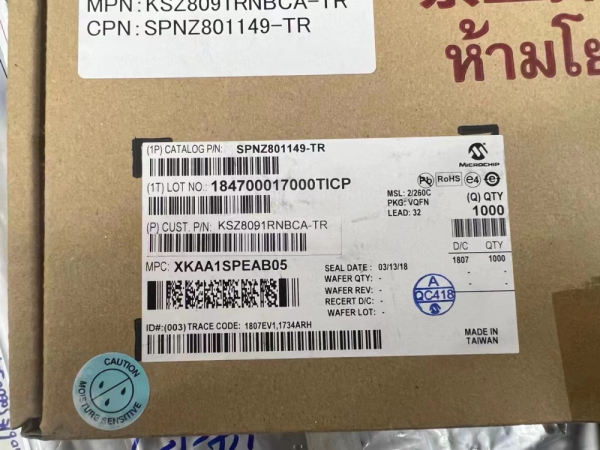 MPN: KSZ8091RNBCA-TR
CPN: SPNZ801149-TR
ห้ามโย
(1P) CATALOG P/N: SPNZ801149-TR
MICROCHIP
(1T) LOT NO.: 184700017000TICP
Pb RoHS e4 e
MSL: 2/260C
PKG: VQFN
LEAD: 32
(Q) QTY
1000
(P) CUST. P/N: KSZ8091RNBCA-TR
D/C QTY
1807 1000
MPC: XKAA1SPEAB05
SEAL DATE : 03/13/18
WAFER QTY: -
WAFER REV: -
RECERT D/C: -
WAFER LOT: -
A
QC418
ID#:(003) TRACE CODE: 1807EV1,1734ARH
MADE IN
TAIWAN
CAUTION
MOISTURE SENSITIVE